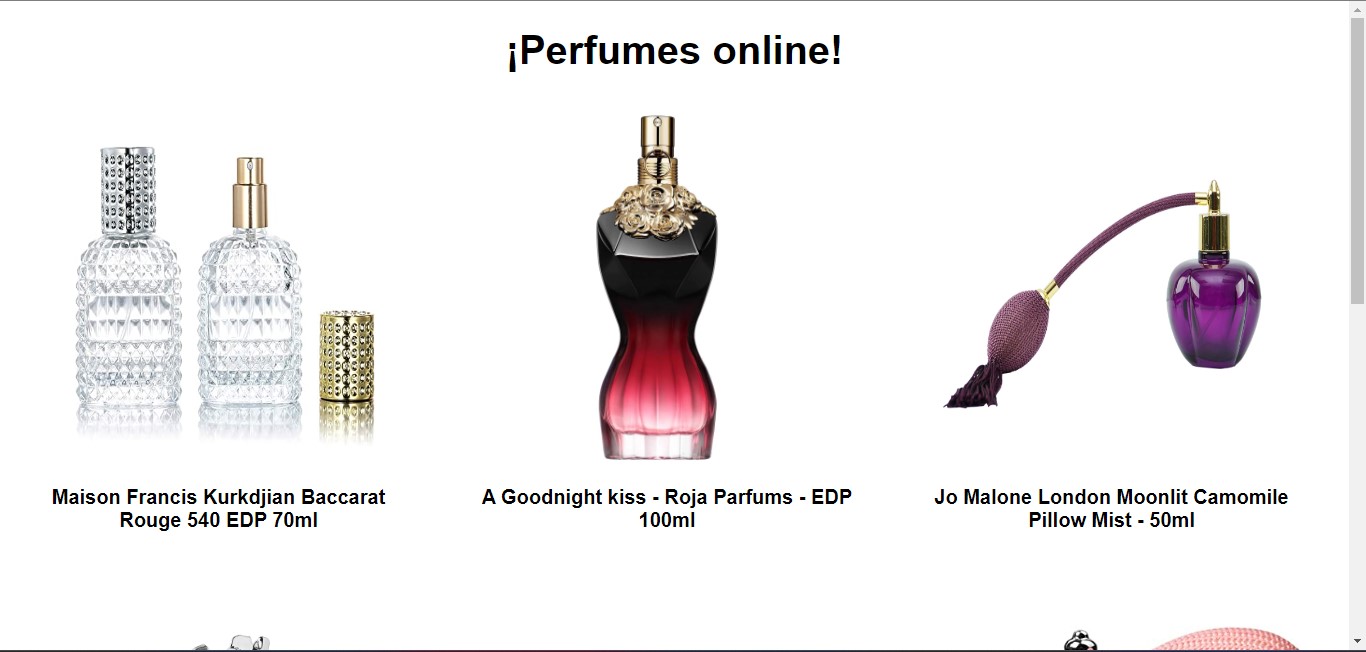 ¡Perfumes online!
Maison Francis Kurkdjian Baccarat
Rouge 540 EDP 70ml
A Goodnight kiss - Roja Parfums - EDP
100ml
Jo Malone London Moonlit Camomile
Pillow Mist - 50ml